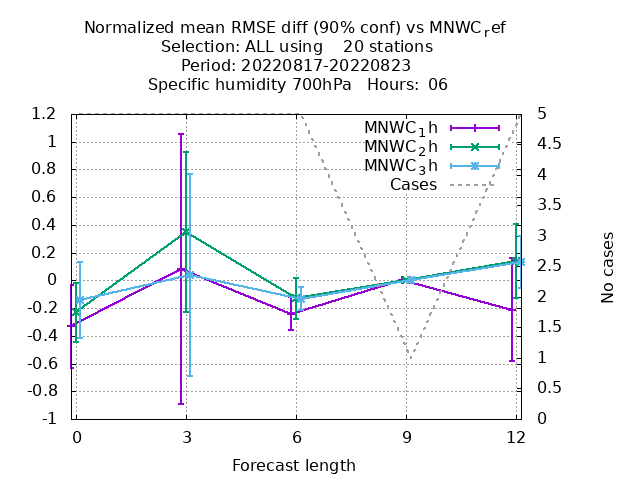 Normalized mean RMSE diff (90% conf) vs MNWC_ref
Selection: ALL using    20 stations
Period: 20220817-20220823
Specific humidity 700hPa   Hours:  06
MNWC_1h
MNWC_2h
MNWC_3h
Cases
1.2
1
0.8
0.6
0.4
0.2
0
-0.2
-0.4
-0.6
-0.8
-1
5
4.5
4
3.5
3
2.5
2
1.5
1
0.5
0
No cases
0 3 6 9 12
Forecast length